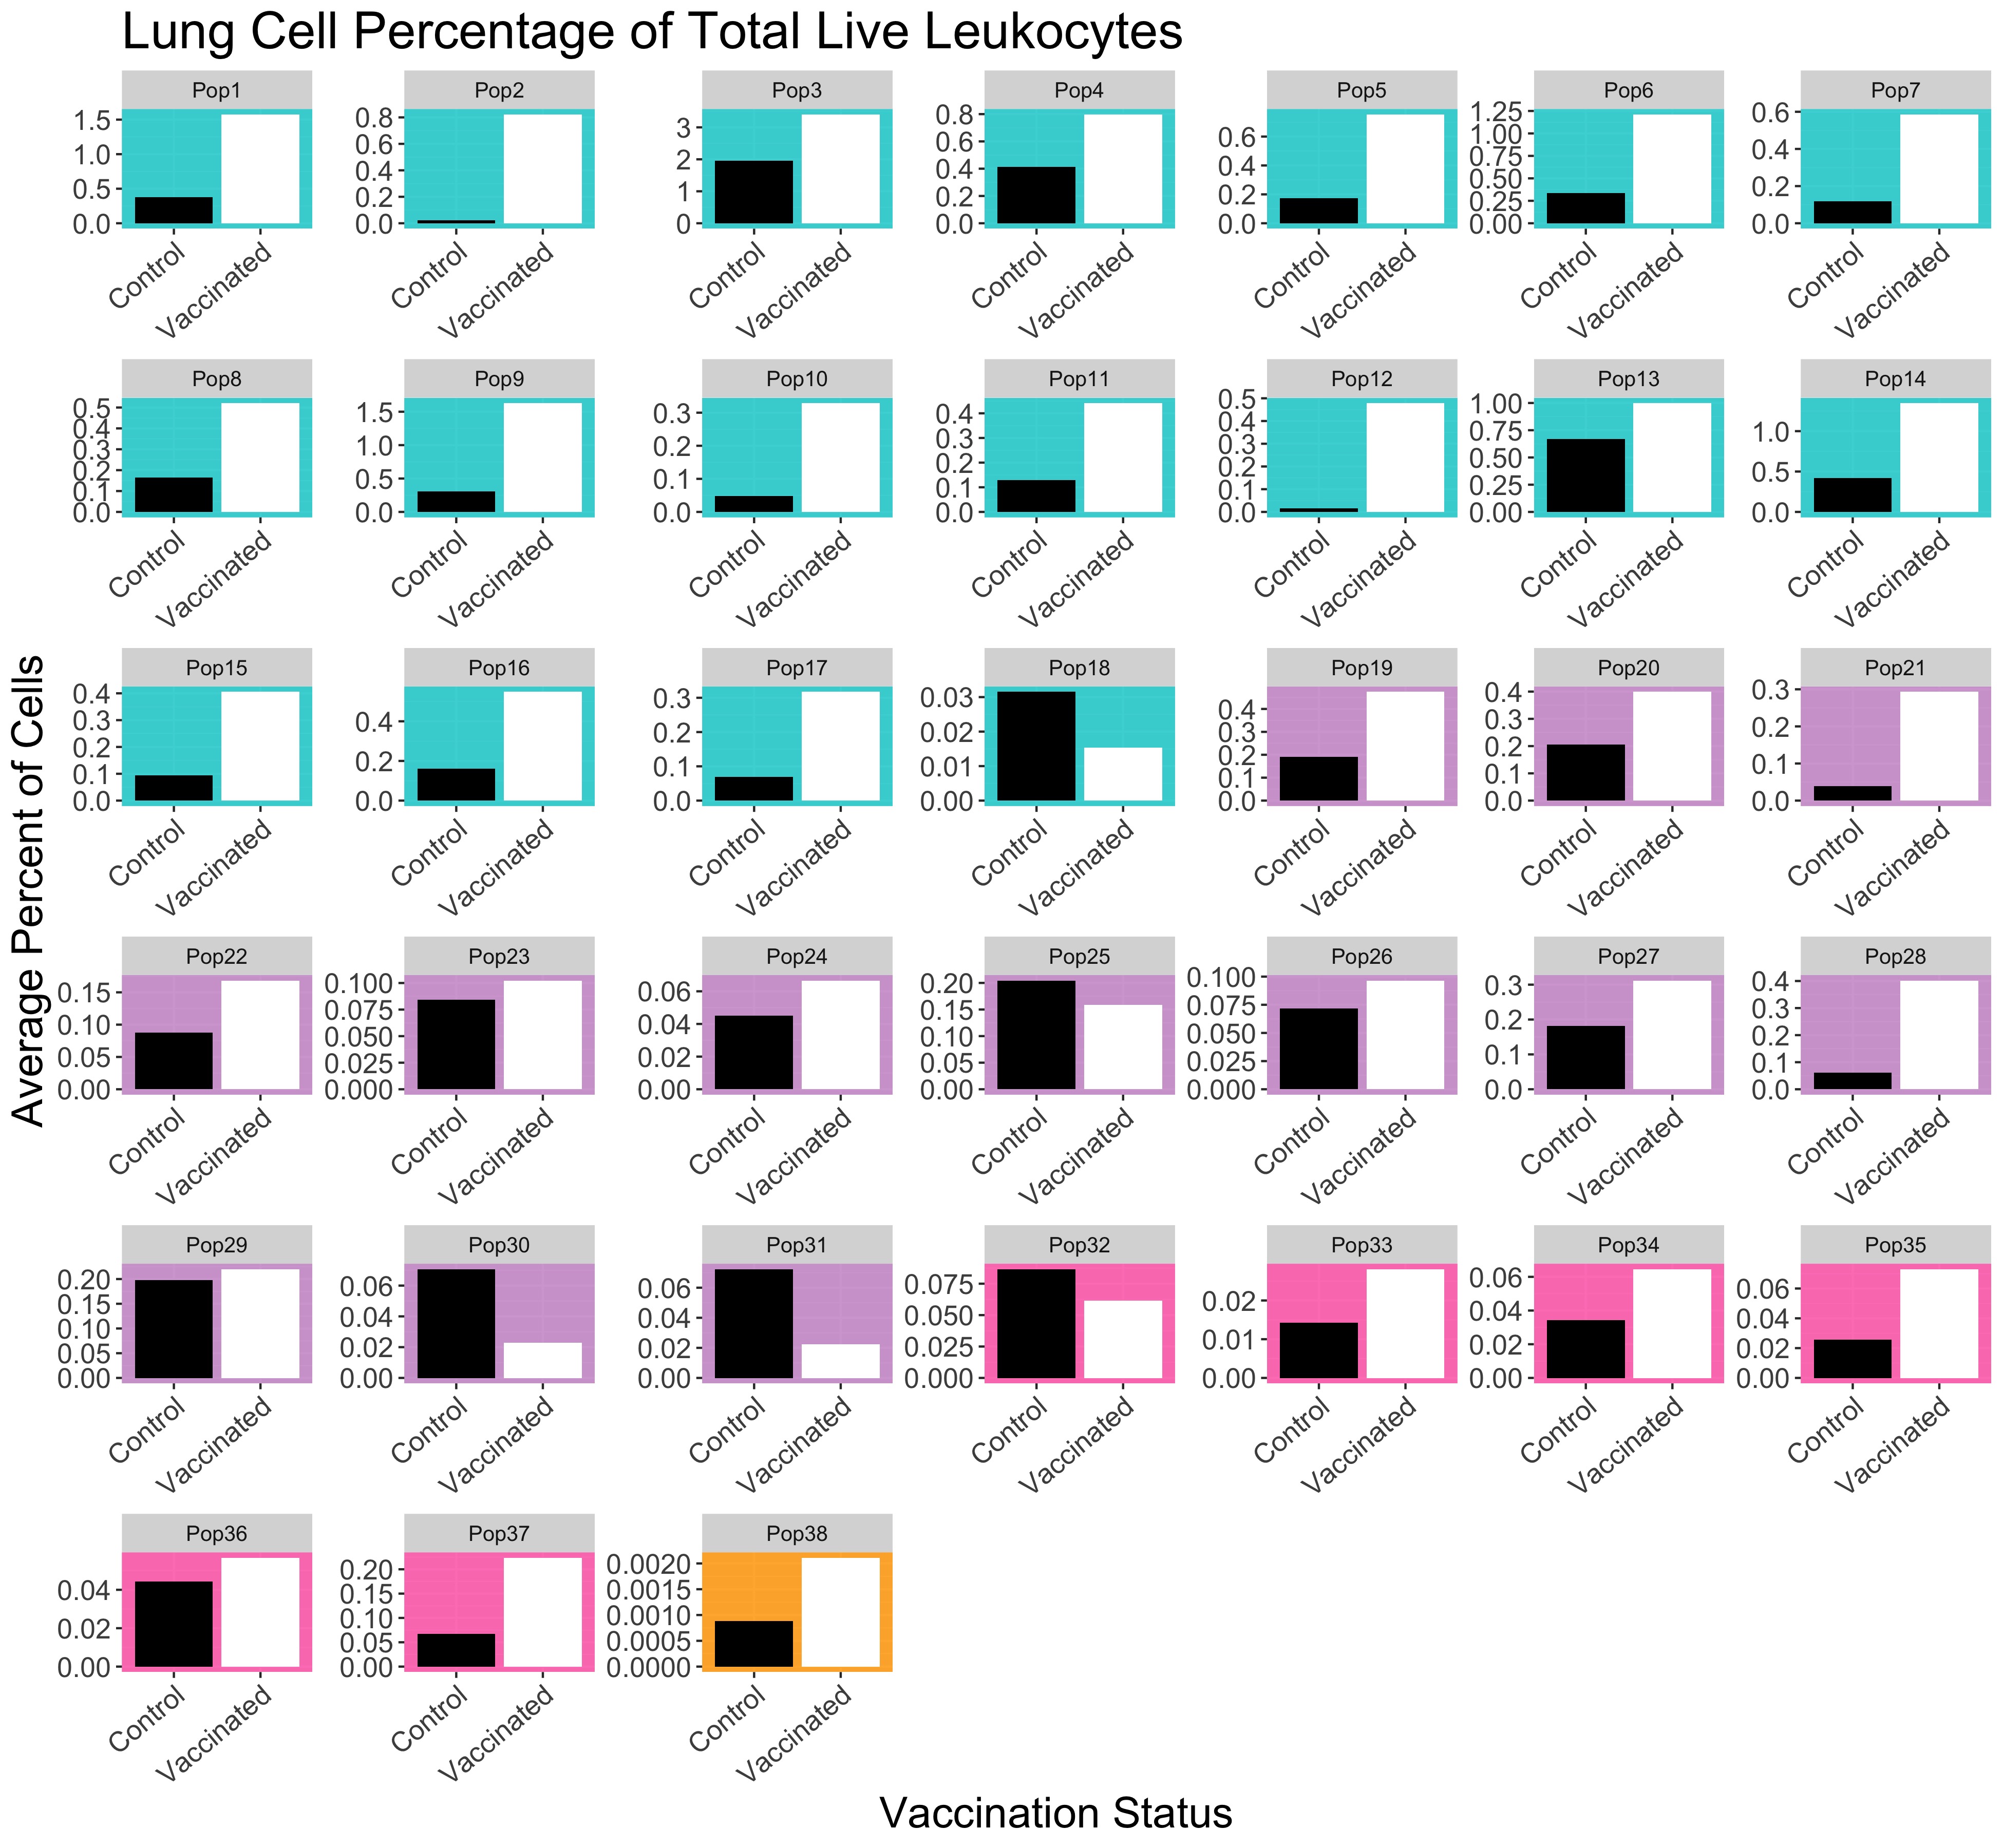 Lung Cell Percentage of Total Live Leukocytes
Pop1 Pop2 Pop3 Pop4 Pop5 Pop6 Pop7
1.5 1.0 0.5 0.0
0.8 0.6 0.4 0.2 0.0
3 2 1 0
0.8 0.6 0.4 0.2 0.0
0.6 0.4 0.2 0.0
1.25 1.00 0.75 0.50 0.25 0.00
0.6 0.4 0.2 0.0
Control Vaccinated Control Vaccinated Control Vaccinated Control Vaccinated Control Vaccinated Control Vaccinated Control Vaccinated
Pop8 Pop9 Pop10 Pop11 Pop12 Pop13 Pop14
0.5 0.4 0.3 0.2 0.1 0.0
1.5 1.0 0.5 0.0
0.3 0.2 0.1 0.0
0.4 0.3 0.2 0.1 0.0
0.5 0.4 0.3 0.2 0.1 0.0
1.00 0.75 0.50 0.25 0.00
1.0 0.5 0.0
Control Vaccinated Control Vaccinated Control Vaccinated Control Vaccinated Control Vaccinated Control Vaccinated Control Vaccinated
Pop15 Pop16 Pop17 Pop18 Pop19 Pop20 Pop21
0.4 0.3 0.2 0.1 0.0
0.4 0.2 0.0
0.3 0.2 0.1 0.0
0.03 0.02 0.01 0.00
0.4 0.3 0.2 0.1 0.0
0.4 0.3 0.2 0.1 0.0
0.3 0.2 0.1 0.0
Control Vaccinated Control Vaccinated Control Vaccinated Control Vaccinated Control Vaccinated Control Vaccinated Control Vaccinated
Average Percent of Cells
Pop22 Pop23 Pop24 Pop25 Pop26 Pop27 Pop28
0.15 0.10 0.05 0.00
0.100 0.075 0.050 0.025 0.000
0.06 0.04 0.02 0.00
0.20 0.15 0.10 0.05 0.00
0.100 0.075 0.050 0.025 0.000
0.3 0.2 0.1 0.0
0.4 0.3 0.2 0.1 0.0
Control Vaccinated Control Vaccinated Control Vaccinated Control Vaccinated Control Vaccinated Control Vaccinated Control Vaccinated
Pop29 Pop30 Pop31 Pop32 Pop33 Pop34 Pop35
0.20 0.15 0.10 0.05 0.00
0.06 0.04 0.02 0.00
0.06 0.04 0.02 0.00
0.075 0.050 0.025 0.000
0.02 0.01 0.00
0.06 0.04 0.02 0.00
0.06 0.04 0.02 0.00
Control Vaccinated Control Vaccinated Control Vaccinated Control Vaccinated Control Vaccinated Control Vaccinated Control Vaccinated
Pop36 Pop37 Pop38
0.04 0.02 0.00
0.20 0.15 0.10 0.05 0.00
0.0020 0.0015 0.0010 0.0005 0.0000
Control Vaccinated Control Vaccinated Control Vaccinated
Vaccination Status